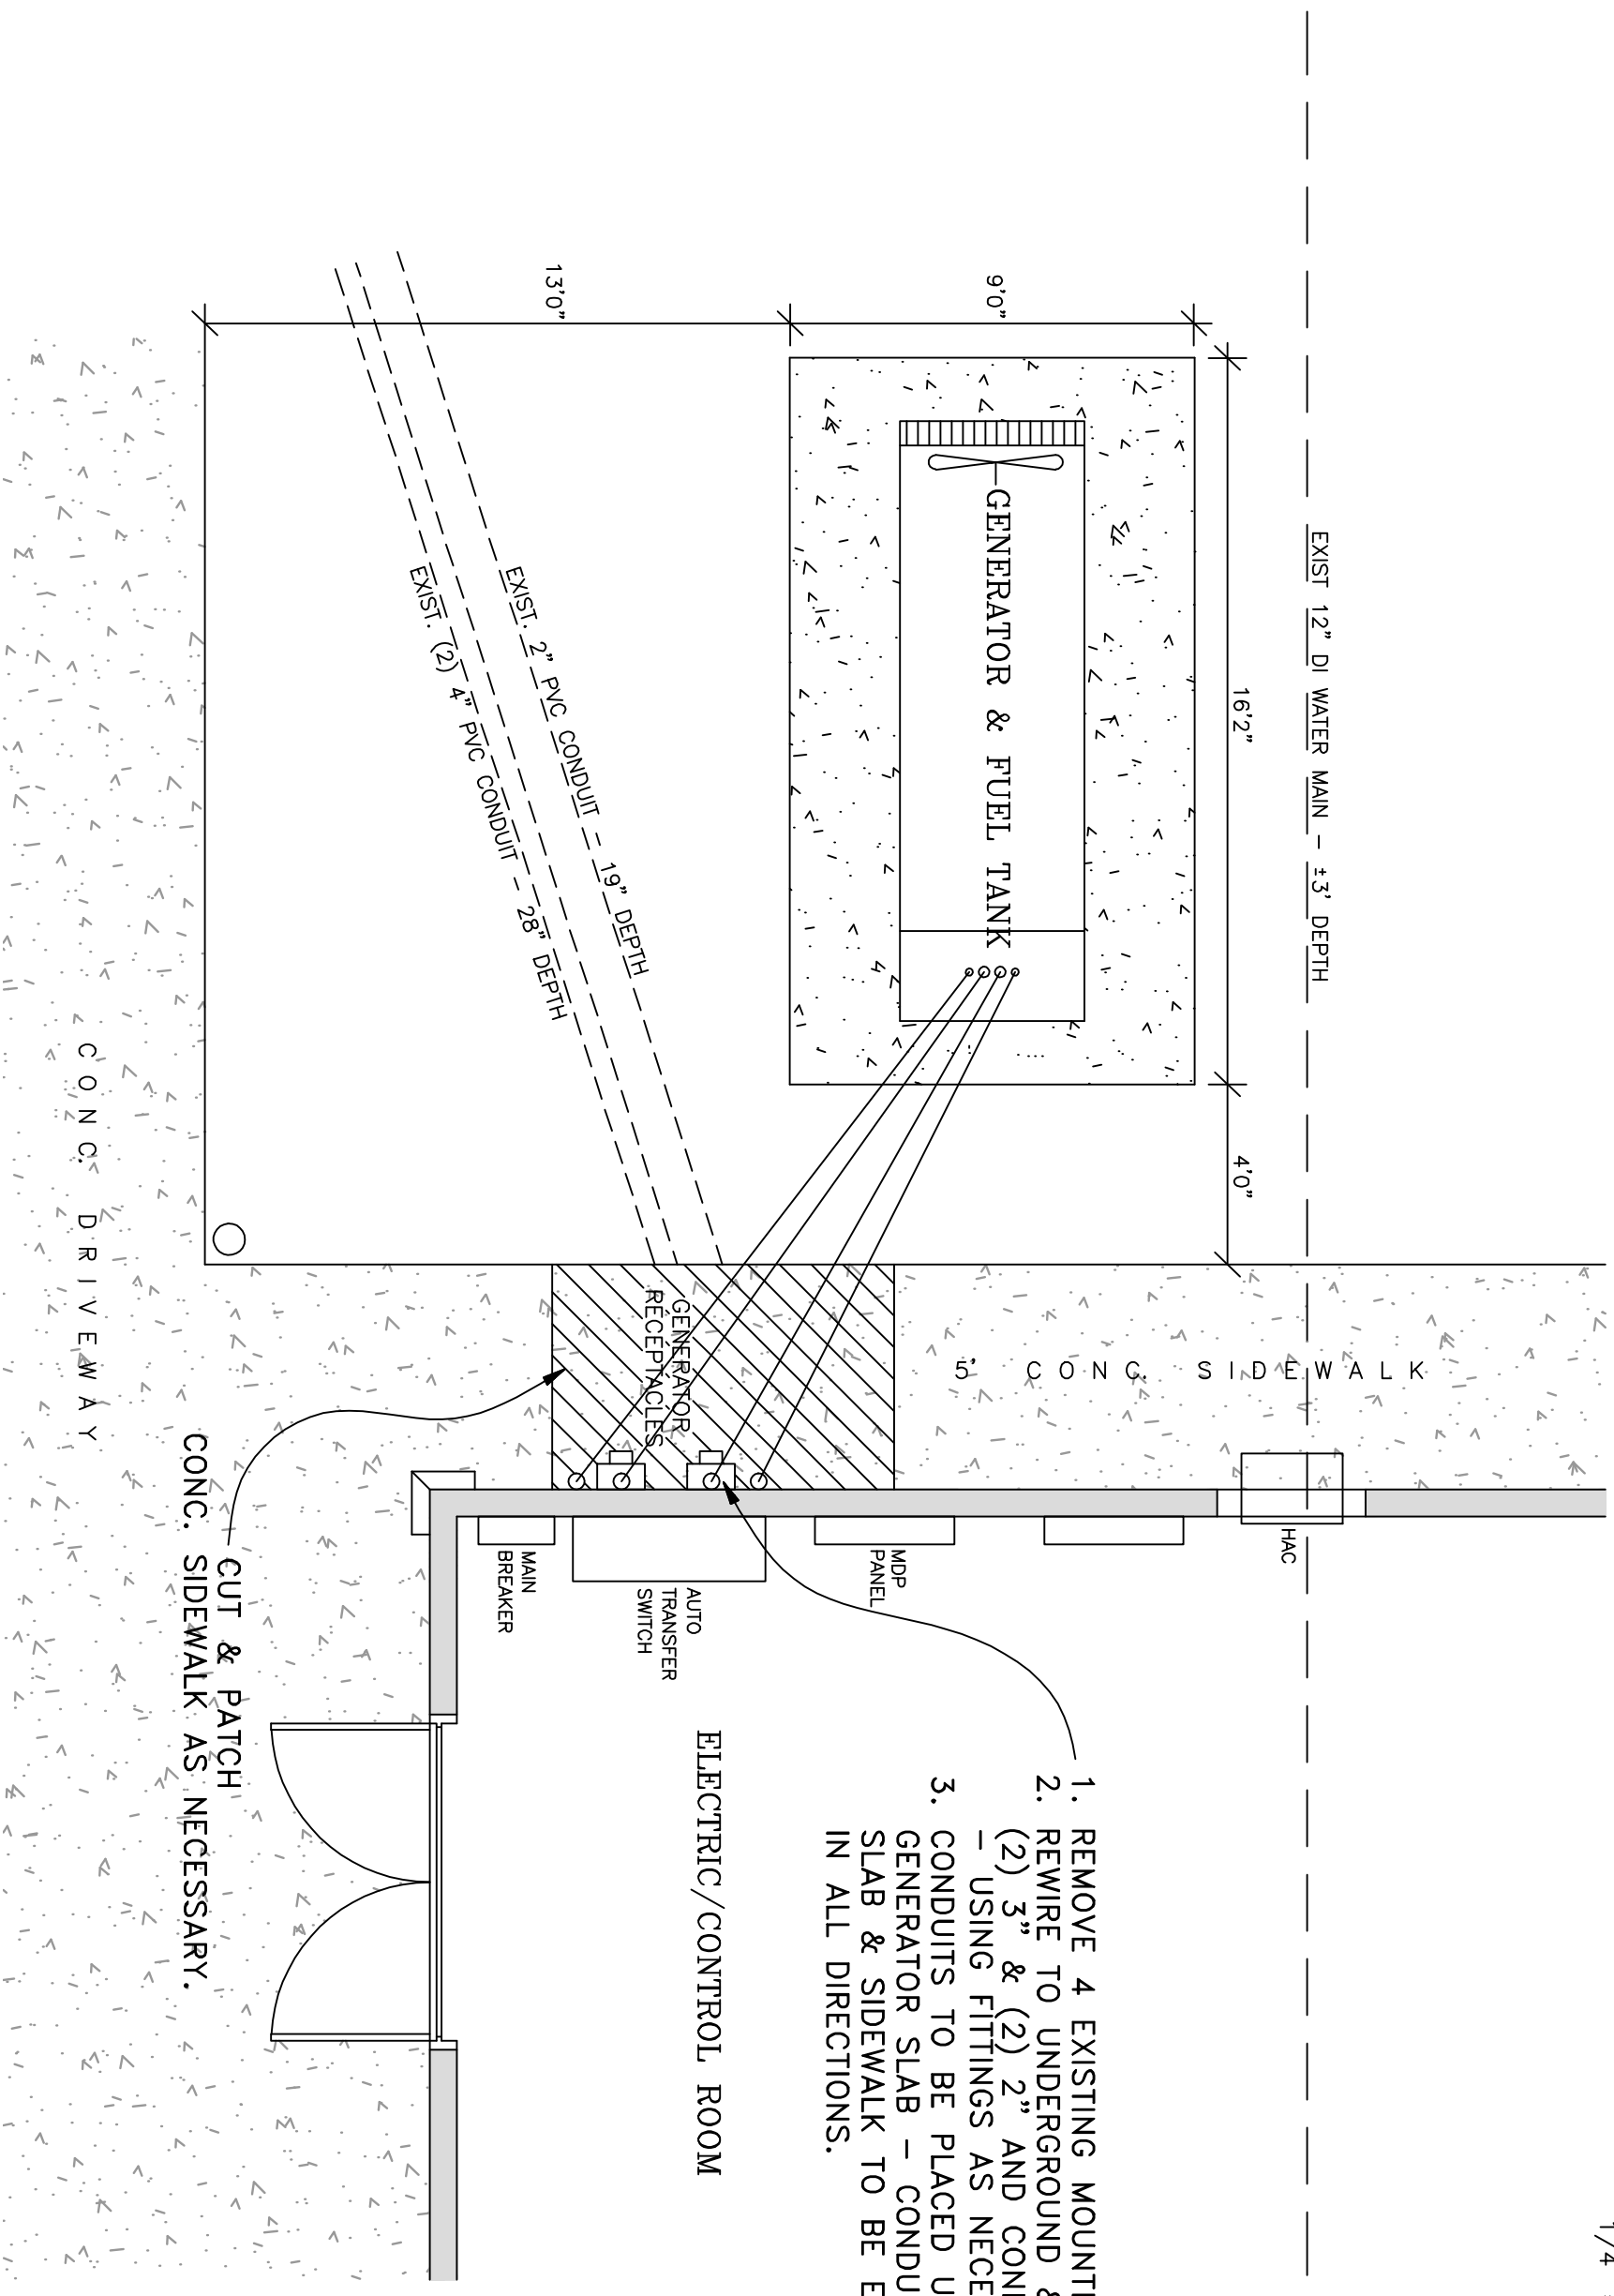 1/4
EXIST 12" DI WATER MAIN – ±3' DEPTH
16'2"
4'0"
9'0"
13'0"
GENERATOR & FUEL TANK
EXIST. 2" PVC CONDUIT - 19" DEPTH
EXIST. (2) 4" PVC CONDUIT - 28" DEPTH
5' CONC. SIDEWALK
GENERATOR
RECEPTACLES
HAC
MDP
PANEL
AUTO
TRANSFER
SWITCH
MAIN
BREAKER
1. REMOVE 4 EXISTING
2. REWIRE TO UNDERGROUND &
(2) 3" & (2) 2" AND
– USING FITTINGS AS
3. CONDUITS TO BE PLACED
GENERATOR SLAB –
SLAB & SIDEWALK TO BE
IN ALL DIRECTIONS.
ELECTRIC/CONTROL ROOM
CUT & PATCH
CONC. SIDEWALK AS NECESSARY.
CONC. DRIVEWAY